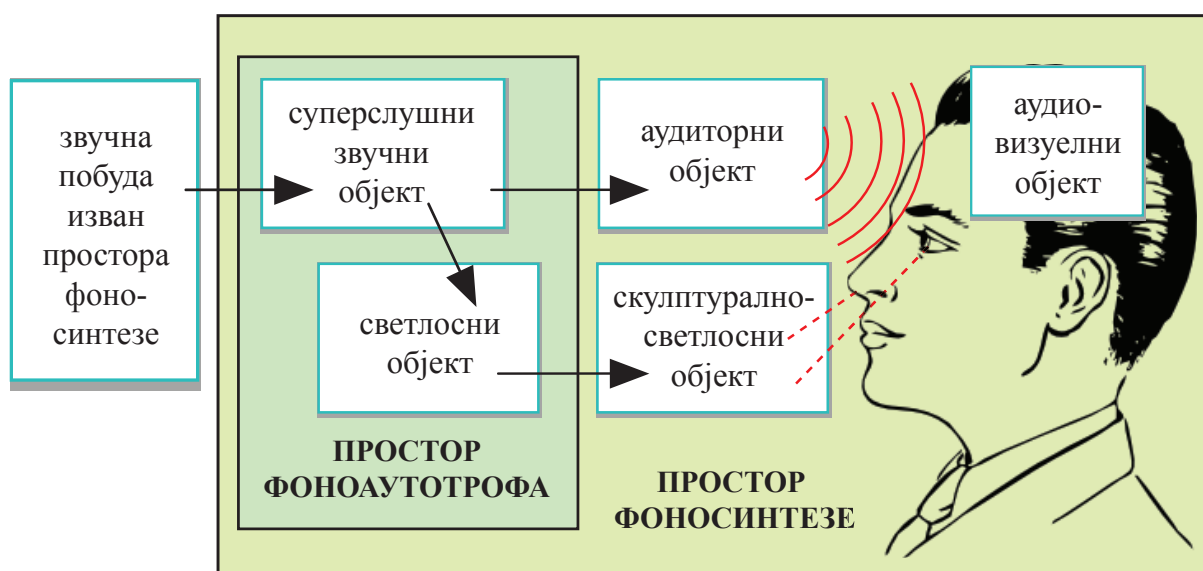 звучна
побуда
изван
простора
фоно-
синтезе
суперслушни
звучни
објект
светлосни
објект
ПРОСТОР
ФОНОАУТОТРОФА
аудиторни
објект
скулптурално-
светлосни
објект
ПРОСТОР
ФОНОСИНТЕЗЕ
аудио-
визуелни
објект